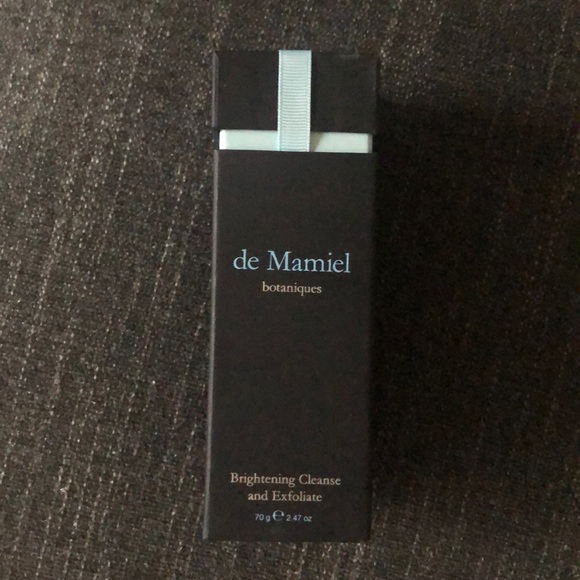 de Mamiel
botaniques
Brightening Cleanse
and Exfoliate
70 g ℮ 2.47 oz